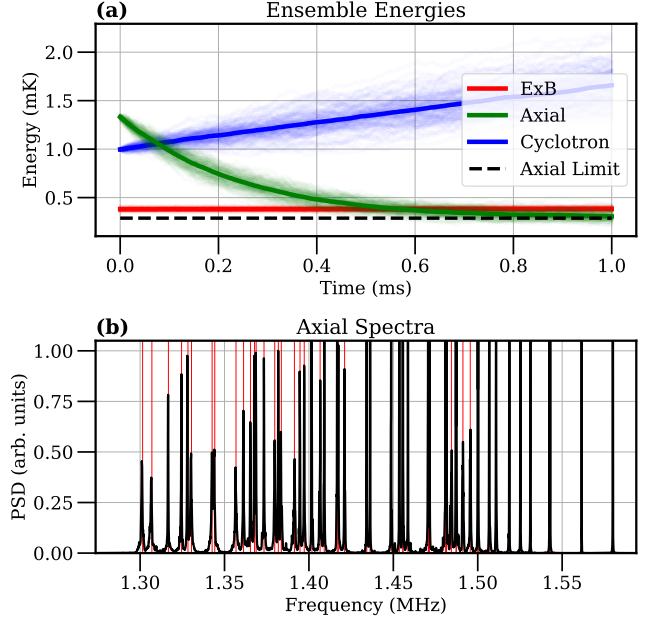 (a) Ensemble Energies
Energy (mK)
2.0
1.5
1.0
0.5
ExB
Axial
Cyclotron
Axial Limit
0.0 0.2 0.4 0.6 0.8 1.0
Time (ms)
(b) Axial Spectra
PSD (arb. units)
1.00
0.75
0.50
0.25
0.00
1.30 1.35 1.40 1.45 1.50 1.55
Frequency (MHz)